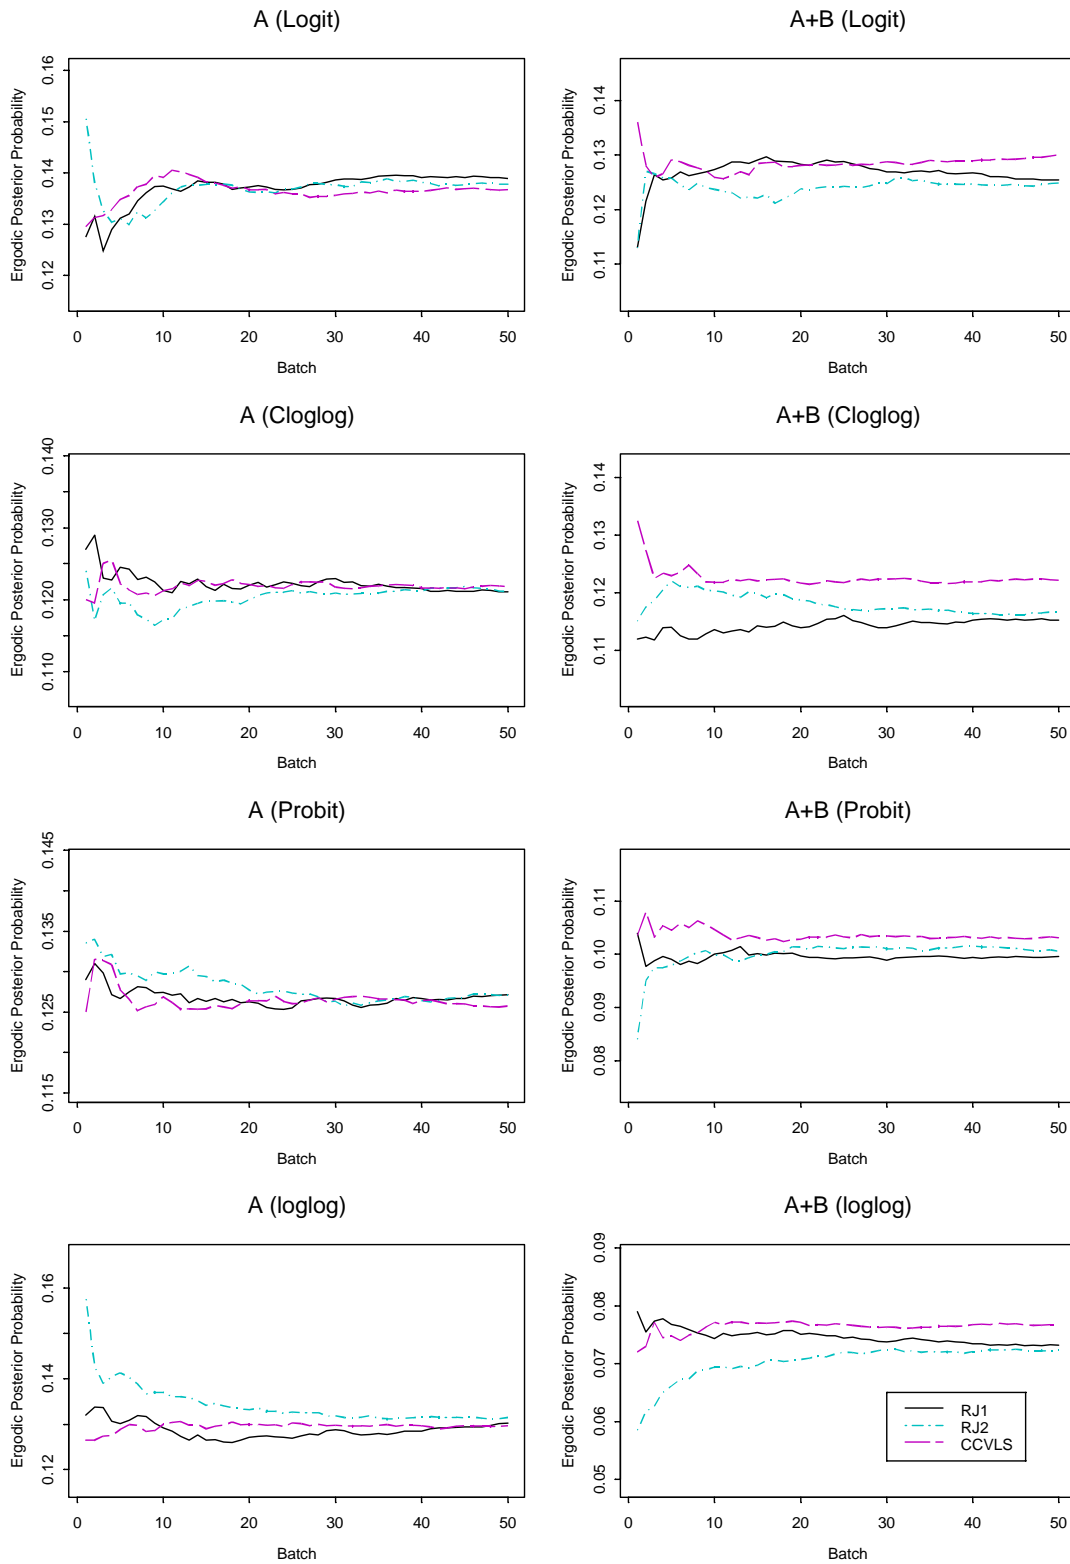 A (Logit)
Ergodic Posterior Probability
0.12 0.13 0.14 0.15 0.16
0 10 20 30 40 50
Batch
A+B (Logit)
Ergodic Posterior Probability
0.11 0.12 0.13 0.14
0 10 20 30 40 50
Batch
A (Cloglog)
Ergodic Posterior Probability
0.110 0.120 0.130 0.140
0 10 20 30 40 50
Batch
A+B (Cloglog)
Ergodic Posterior Probability
0.11 0.12 0.13 0.14
0 10 20 30 40 50
Batch
A (Probit)
Ergodic Posterior Probability
0.115 0.125 0.135 0.145
0 10 20 30 40 50
Batch
A+B (Probit)
Ergodic Posterior Probability
0.08 0.09 0.10 0.11
0 10 20 30 40 50
Batch
A (loglog)
Ergodic Posterior Probability
0.12 0.14 0.16
0 10 20 30 40 50
Batch
A+B (loglog)
Ergodic Posterior Probability
0.05 0.06 0.07 0.08 0.09
0 10 20 30 40 50
Batch
RJ1
RJ2
CCVLS